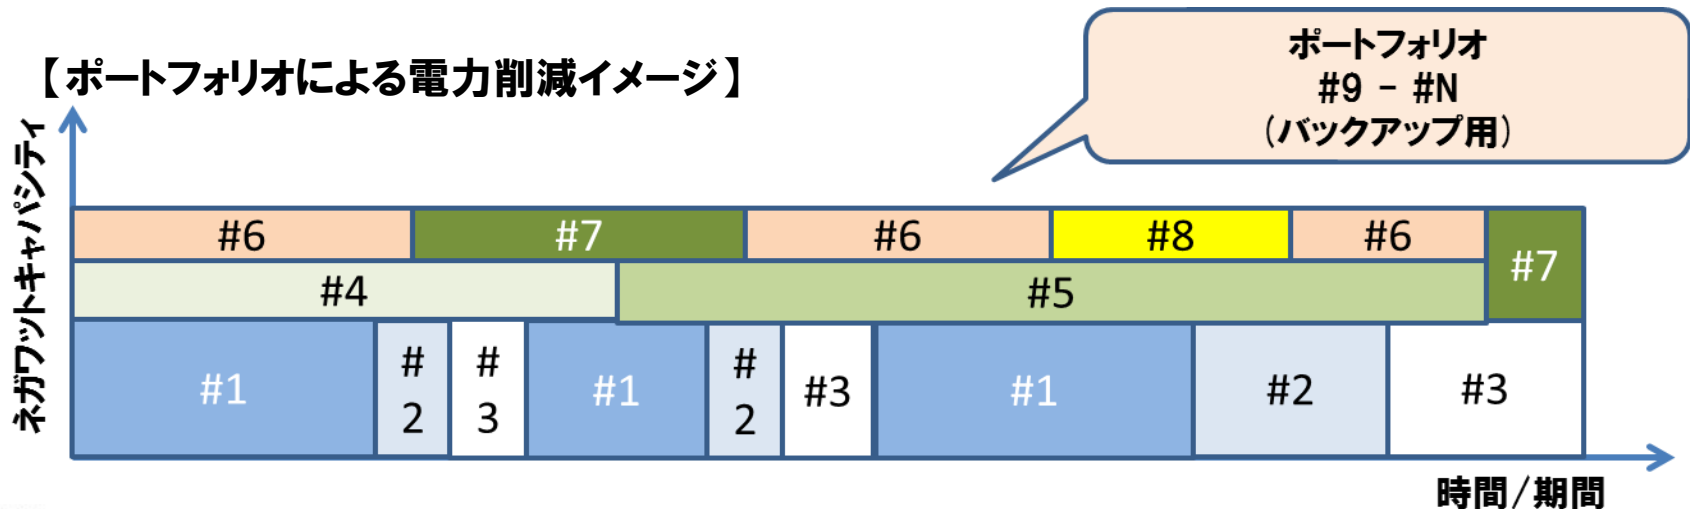 【ポートフォリオによる電力削減イメージ】
ポートフォリオ
#9 - #N
(バックアップ用)
ネガワットキャパシティ
#6 #7 #6 #8 #6 #7
#4 #5
#1 #2 #3 #1 #2 #3 #1 #2 #3
時間/期間